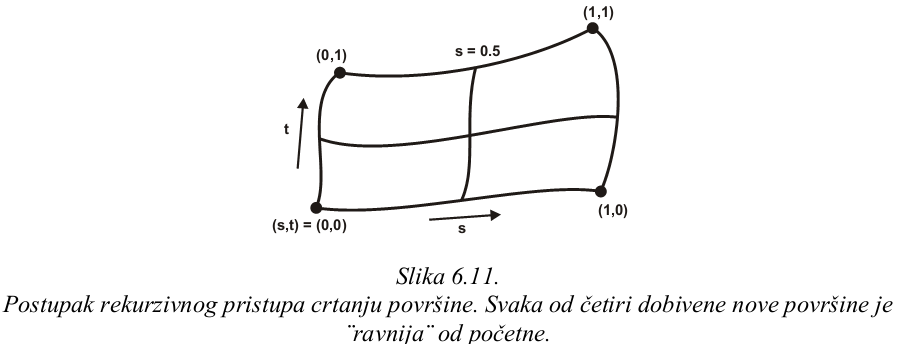 (1,1)
(0,1)
s = 0.5
t
(s,t) = (0,0)
s
(1,0)
Slika 6.11.
Postupak rekurzivnog pristupa crtanju površine. Svaka od četiri dobivene nove površine je
¨ravnija¨ od početne.